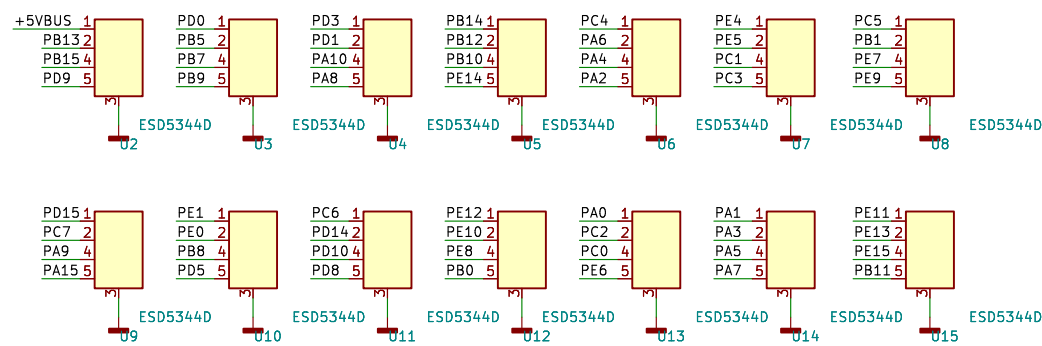 +5VBUS 1 PD0 1 PD3 1 PB14 1 PC4 1 PE4 1 PC5 1
PB13 2 PB5 2 PD1 2 PB12 2 PA6 2 PE5 2 PB1 2
PB15 4 PB7 4 PA10 4 PB10 4 PA4 4 PC1 4 PE7 4
PD9 5 PB9 5 PA8 5 PE14 5 PA2 5 PC3 5 PE9 5
3 3 3 3 3 3 3
ESD5344D ESD5344D ESD5344D ESD5344D ESD5344D ESD5344D ESD5344D
U2 U3 U4 U5 U6 U7 U8
PD15 1 PE1 1 PC6 1 PE12 1 PA0 1 PA1 1 PE11 1
PC7 2 PE0 2 PD14 2 PE10 2 PC2 2 PA3 2 PE13 2
PA9 4 PB8 4 PD10 4 PE8 4 PC0 4 PA5 4 PE15 4
PA15 5 PD5 5 PD8 5 PB0 5 PE6 5 PA7 5 PB11 5
3 3 3 3 3 3 3
ESD5344D ESD5344D ESD5344D ESD5344D ESD5344D ESD5344D ESD5344D
U9 U10 U11 U12 U13 U14 U15